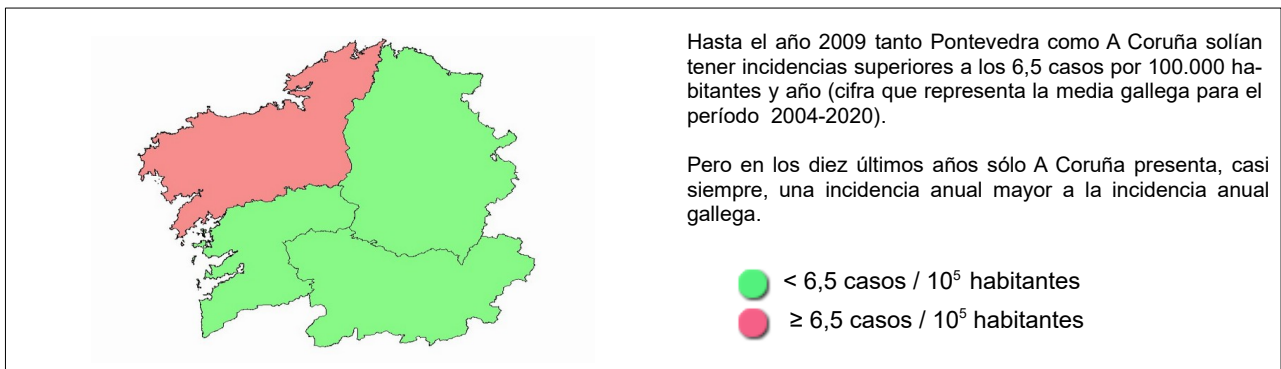 Hasta el año 2009 tanto Pontevedra como A Coruña solían
tener incidencias superiores a los 6,5 casos por 100.000 ha-
bitantes y año (cifra que representa la media gallega para el
período 2004-2020).
Pero en los diez últimos años sólo A Coruña presenta, casi
siempre, una incidencia anual mayor a la incidencia anual
gallega.
< 6,5 casos / 10⁵ habitantes
≥ 6,5 casos / 10⁵ habitantes